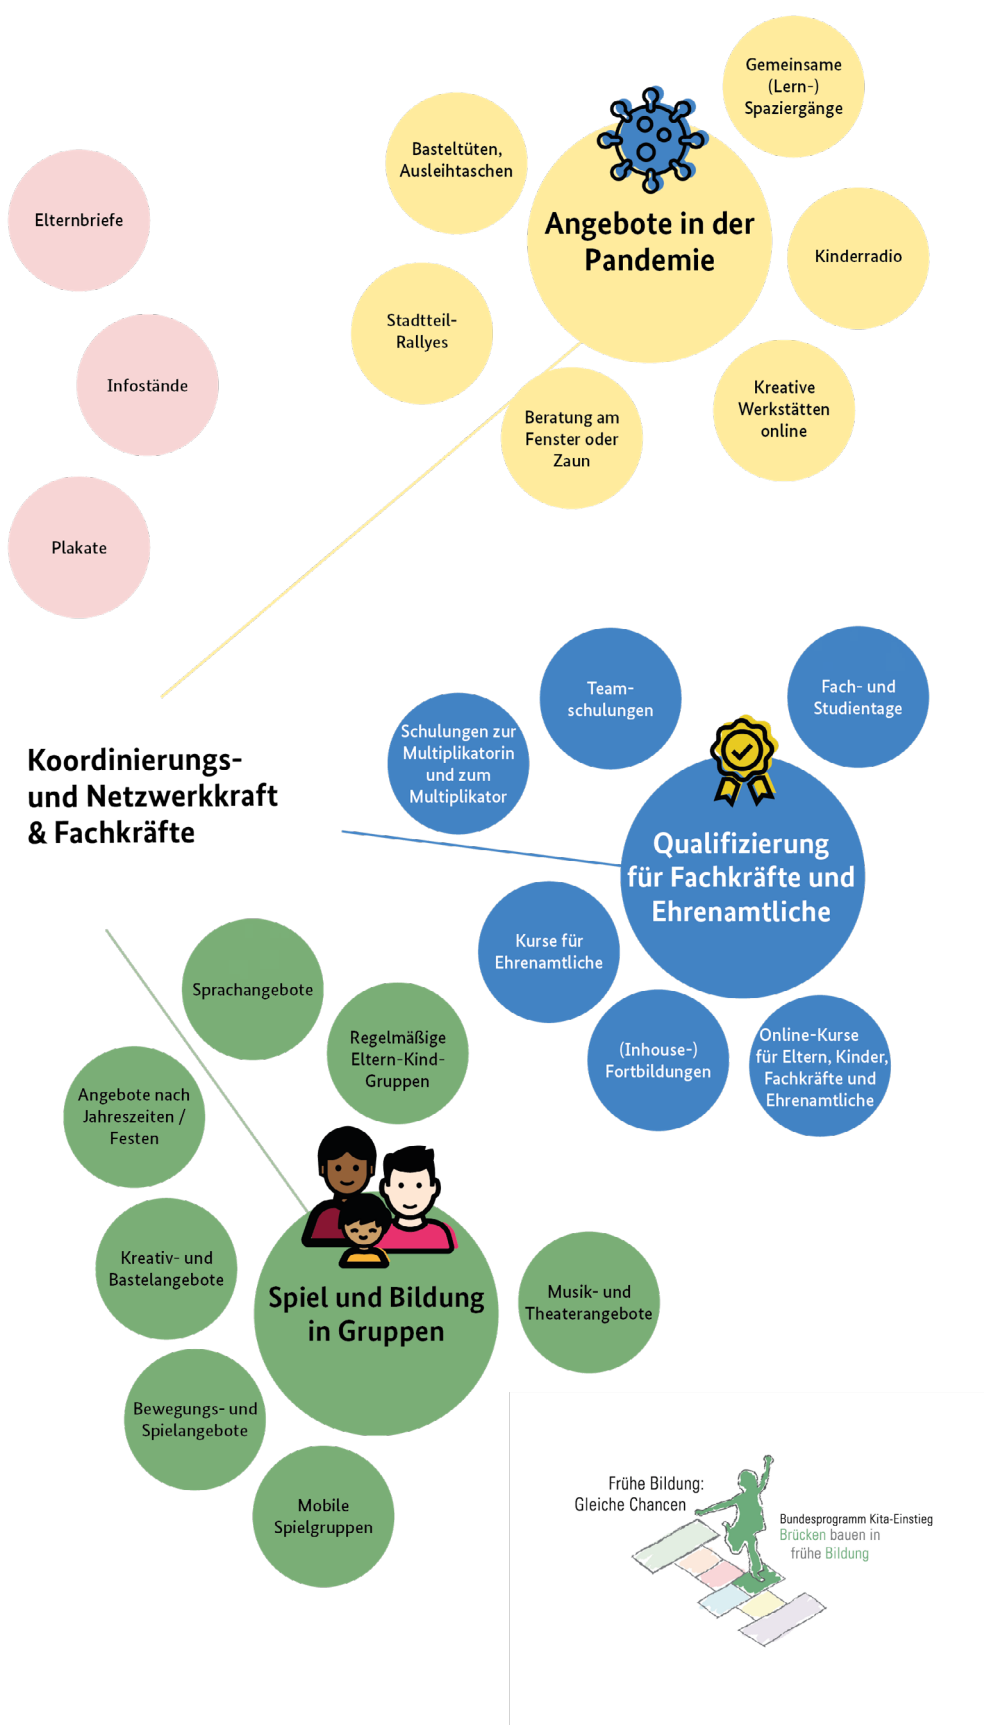 Gemeinsame
(Lern-)
Spaziergänge
Basteltüten,
Ausleihtaschen
Angebote in der
Pandemie
Kinderradio
Elternbriefe
Stadtteil-
Rallyes
Infostände
Kreative
Werkstätten
online
Beratung am
Fenster oder
Zaun
Plakate
Team-
schulungen
Fach- und
Studientage
Schulungen zur
Multiplikatorin
und zum
Multiplikator
Koordinierungs-
und Netzwerkkraft
& Fachkräfte
Qualifizierung
für Fachkräfte und
Ehrenamtliche
Kurse für
Ehrenamtliche
(Inhouse-)
Fortbildungen
Online-Kurse
für Eltern, Kinder,
Fachkräfte und
Ehrenamtliche
Sprachangebote
Regelmäßige
Eltern-Kind-
Gruppen
Angebote nach
Jahreszeiten /
Festen
Kreativ- und
Bastelangebote
Spiel und Bildung
in Gruppen
Musik- und
Theaterangebote
Bewegungs- und
Spielangebote
Mobile
Spielgruppen
Frühe Bildung:
Gleiche Chancen
Bundesprogramm Kita-Einstieg
Brücken bauen in
frühe Bildung